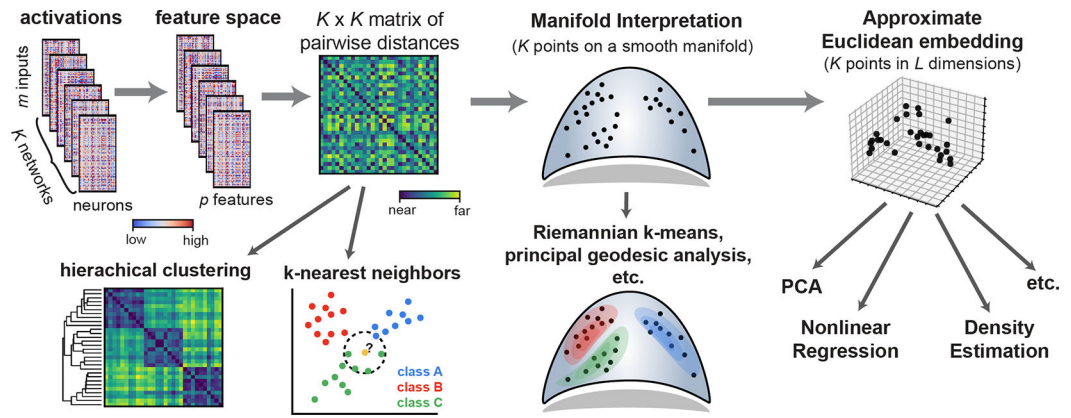 activations
feature space
K x K matrix of
pairwise distances
Manifold Interpretation
(K points on a smooth manifold)
Approximate
Euclidean embedding
(K points in L dimensions)
m inputs
K networks
neurons
p features
low
high
near
far
hierachical clustering
k-nearest neighbors
?
class A
class B
class C
Riemannian k-means,
principal geodesic analysis,
etc.
PCA
Nonlinear
Regression
Density
Estimation
etc.